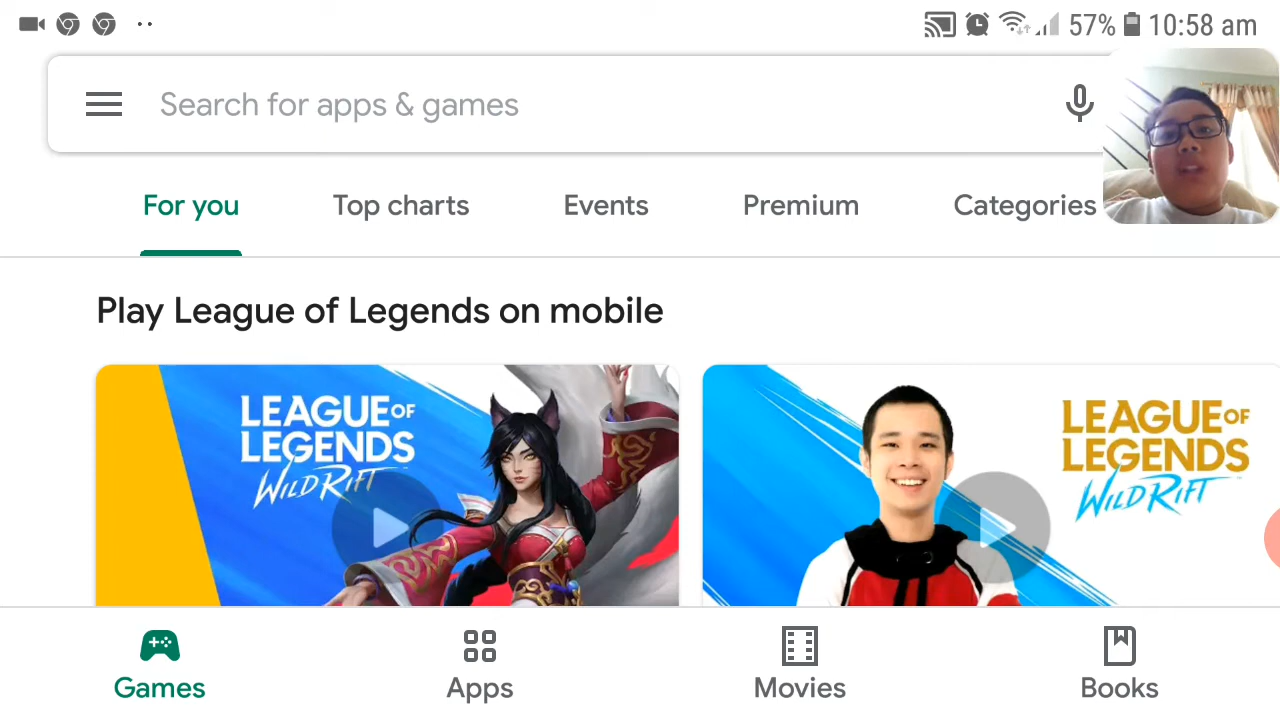 57% 10:58 am
Search for apps & games
For you Top charts Events Premium Categories
Play League of Legends on mobile
LEAGUE OF
LEGENDS
WILD RIFT
LEAGUE OF
LEGENDS
WILD RIFT
Games Apps Movies Books